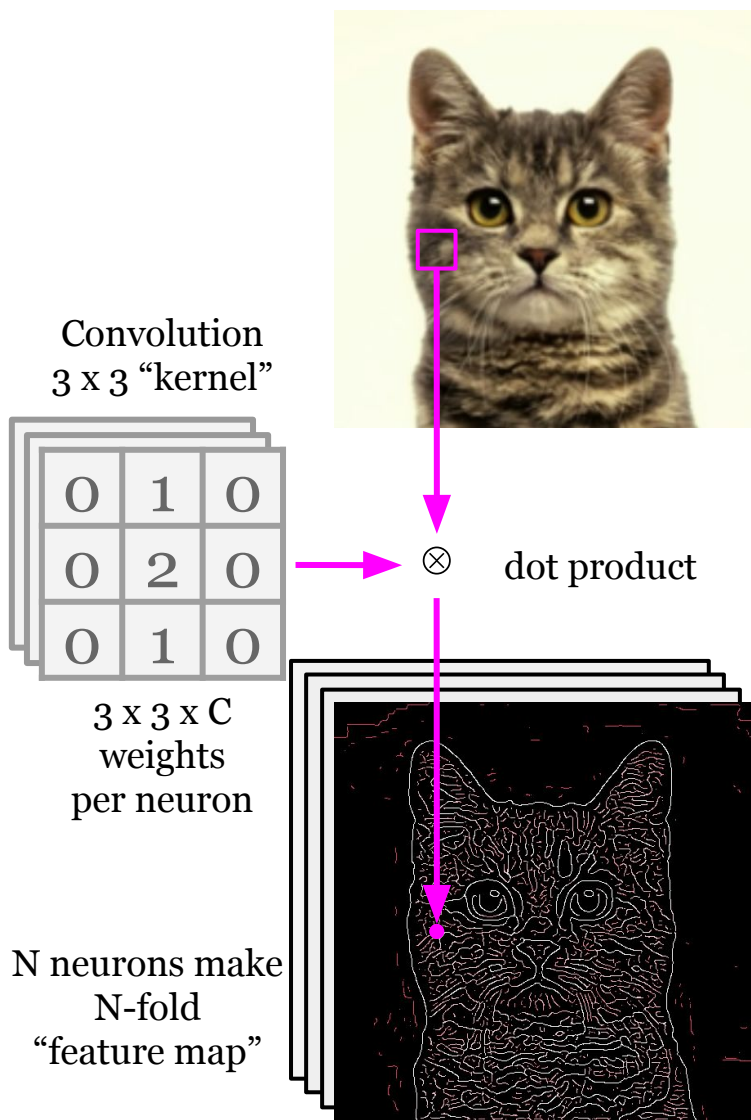 Convolution
3 x 3 “kernel”
0 1 0
0 2 0
0 1 0
dot product
3 x 3 x C
weights
per neuron
N neurons make
N-fold
“feature map”